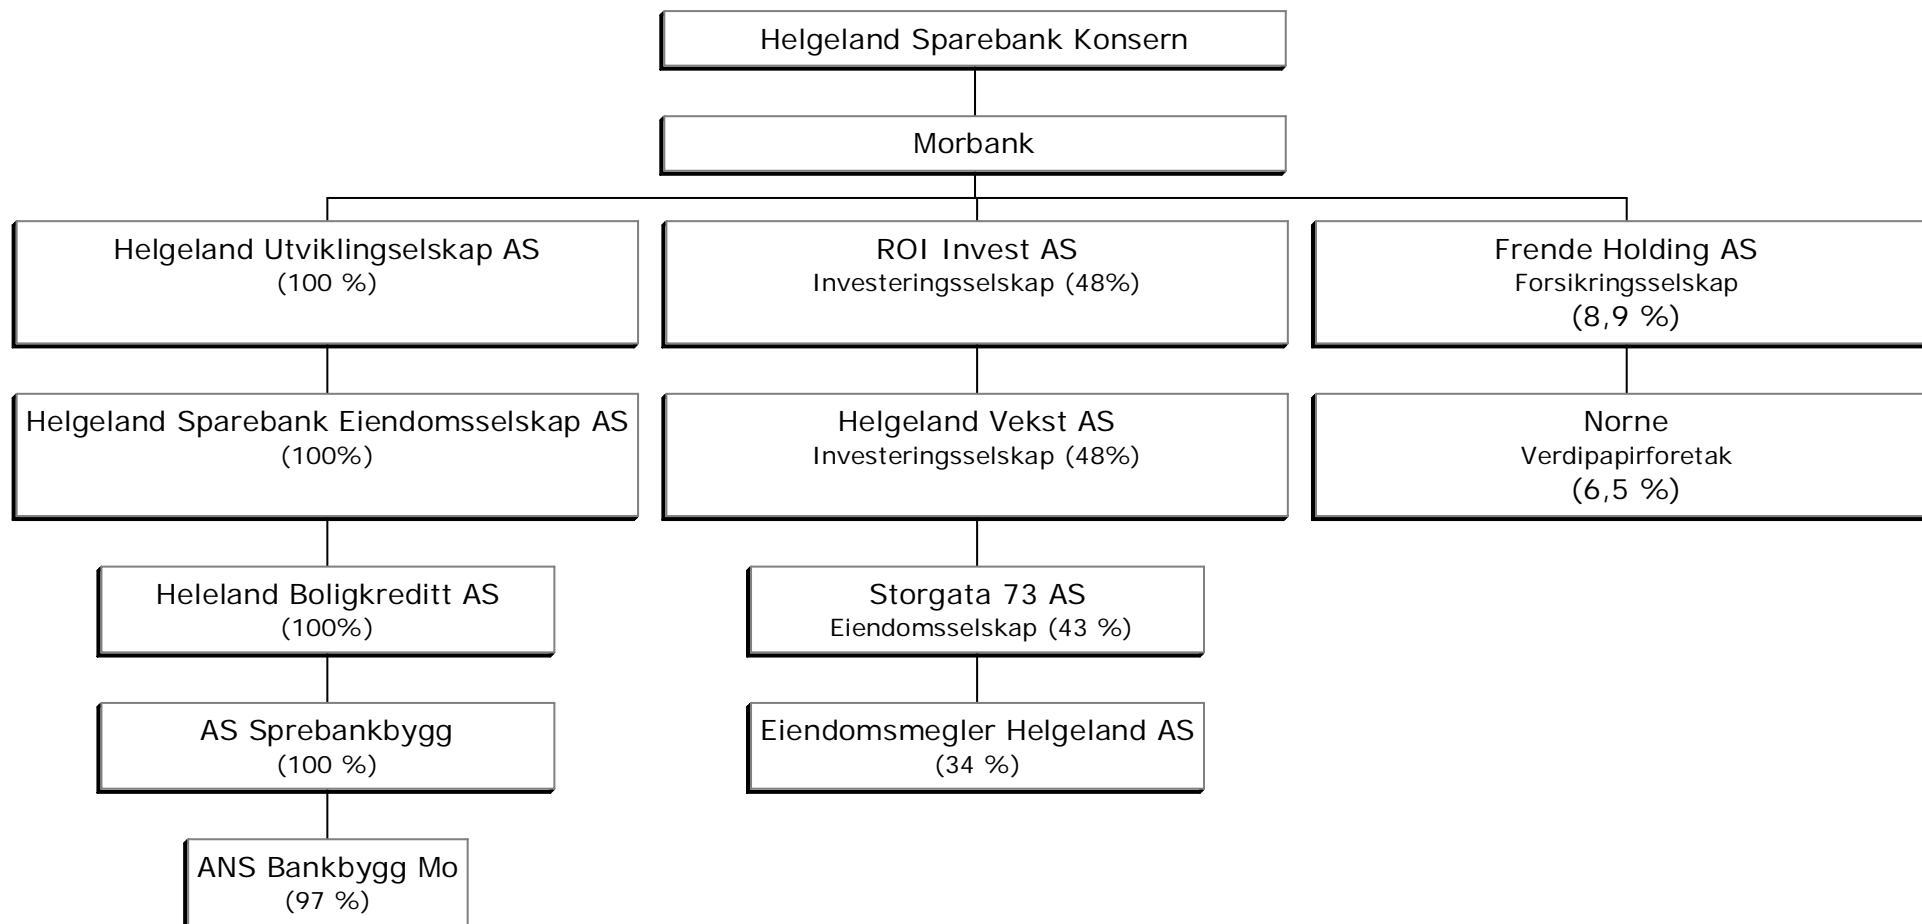 Helgeland Sparebank Konsern
Morbank
Helgeland Utviklingselskap AS
(100 %)
ROI Invest AS
Investeringsselskap (48%)
Frende Holding AS
Forsikringsselskap
(8,9 %)
Helgeland Sparebank Eiendomsselskap AS
(100%)
Helgeland Vekst AS
Investeringsselskap (48%)
Norne
Verdipapirforetak
(6,5 %)
Heleland Boligkreditt AS
(100%)
Storgata 73 AS
Eiendomsselskap (43 %)
AS Sprebankbygg
(100 %)
Eiendomsmegler Helgeland AS
(34 %)
ANS Bankbygg Mo
(97 %)